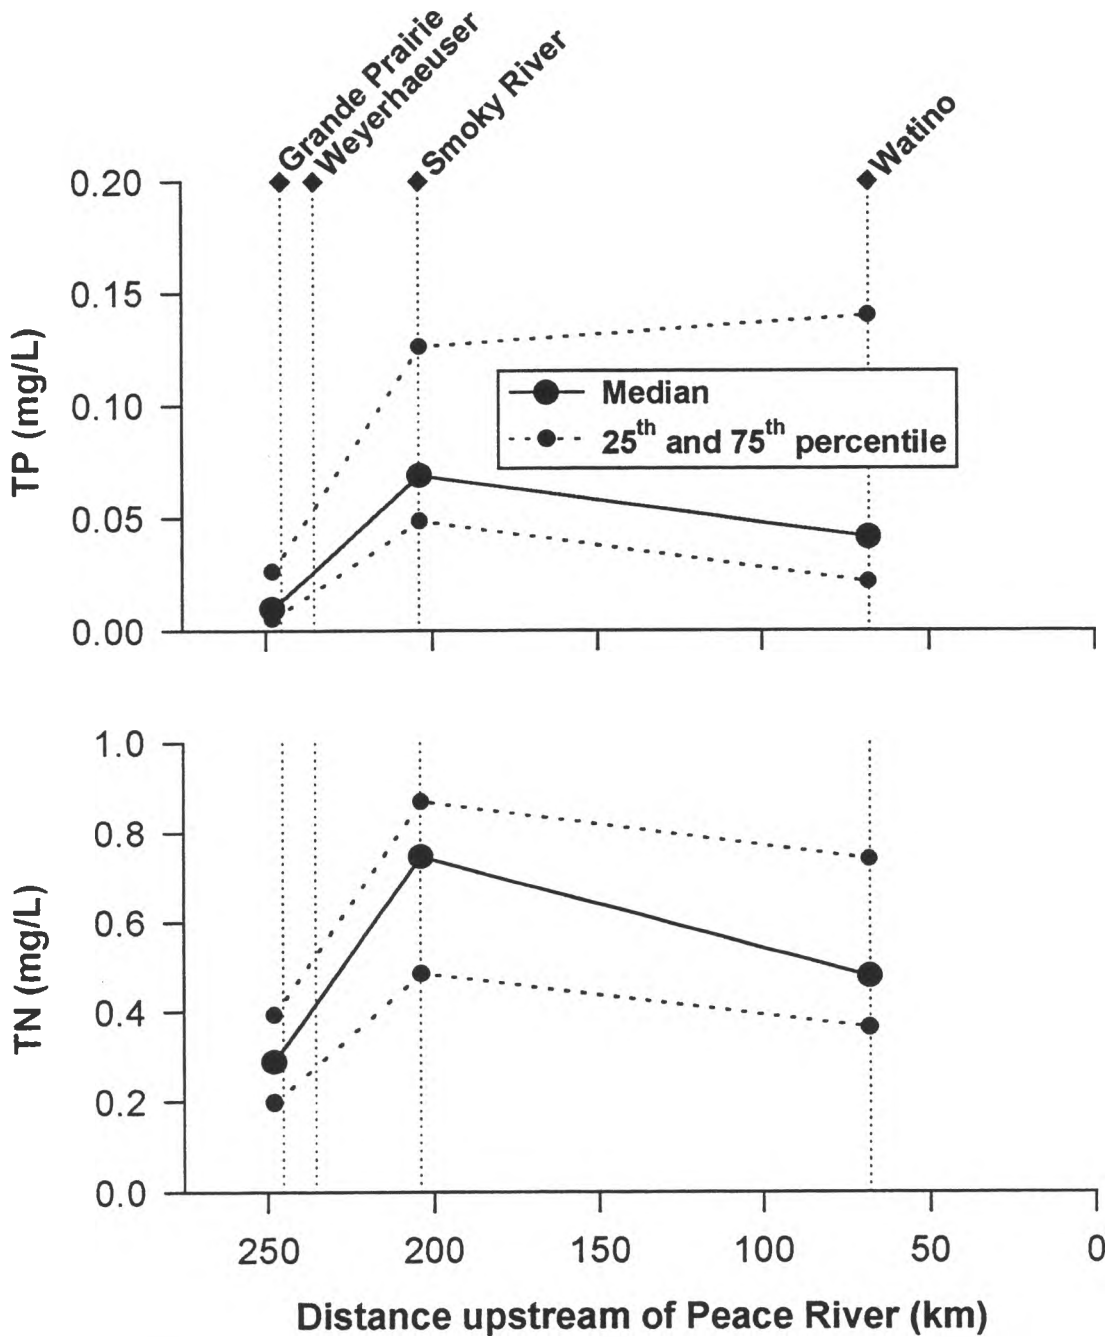 Grande Prairie
Weyerhaeuser
Smoky River
Watino
0.20
0.15
0.10
0.05
0.00
TP (mg/L)
Median
25th and 75th percentile
1.0
0.8
0.6
0.4
0.2
0.0
TN (mg/L)
250 200 150 100 50 0
Distance upstream of Peace River (km)